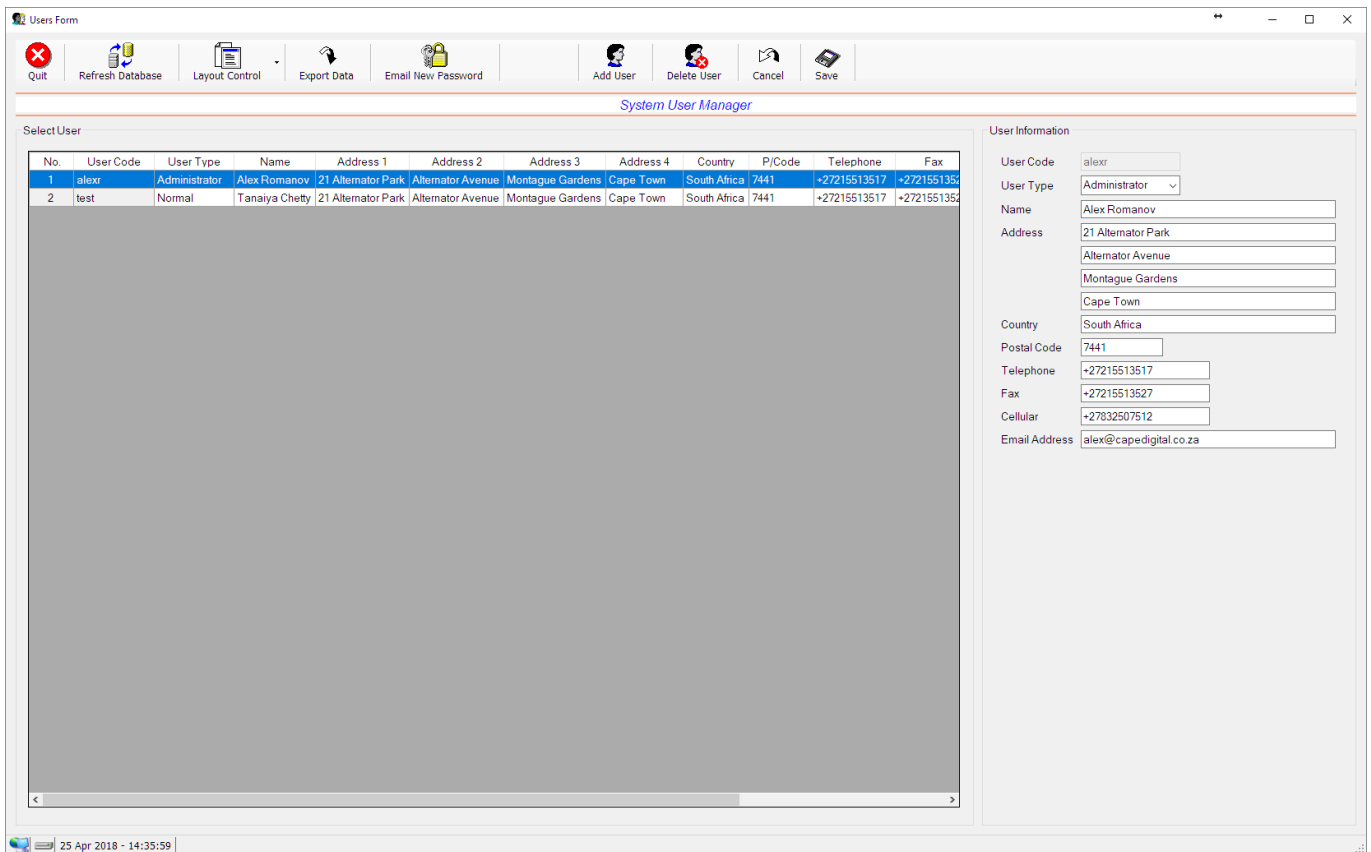 Users Form
Quit Refresh Database Layout Control Export Data Email New Password Add User Delete User Cancel Save
System User Manager
Select User
No. User Code User Type Name Address 1 Address 2 Address 3 Address 4 Country P/Code Telephone Fax
1 alexr Administrator Alex Romanov 21 Alternator Park Alternator Avenue Montague Gardens Cape Town South Africa 7441 +27215513517 +2721551352
2 test Normal Tanaiya Chetty 21 Alternator Park Alternator Avenue Montague Gardens Cape Town South Africa 7441 +27215513517 +2721551352
User Information
User Code alexr
User Type Administrator
Name Alex Romanov
Address 21 Alternator Park
Alternator Avenue
Montague Gardens
Cape Town
Country South Africa
Postal Code 7441
Telephone +27215513517
Fax +27215513527
Cellular +27832507512
Email Address alex@capedigital.co.za
25 Apr 2018 - 14:35:59